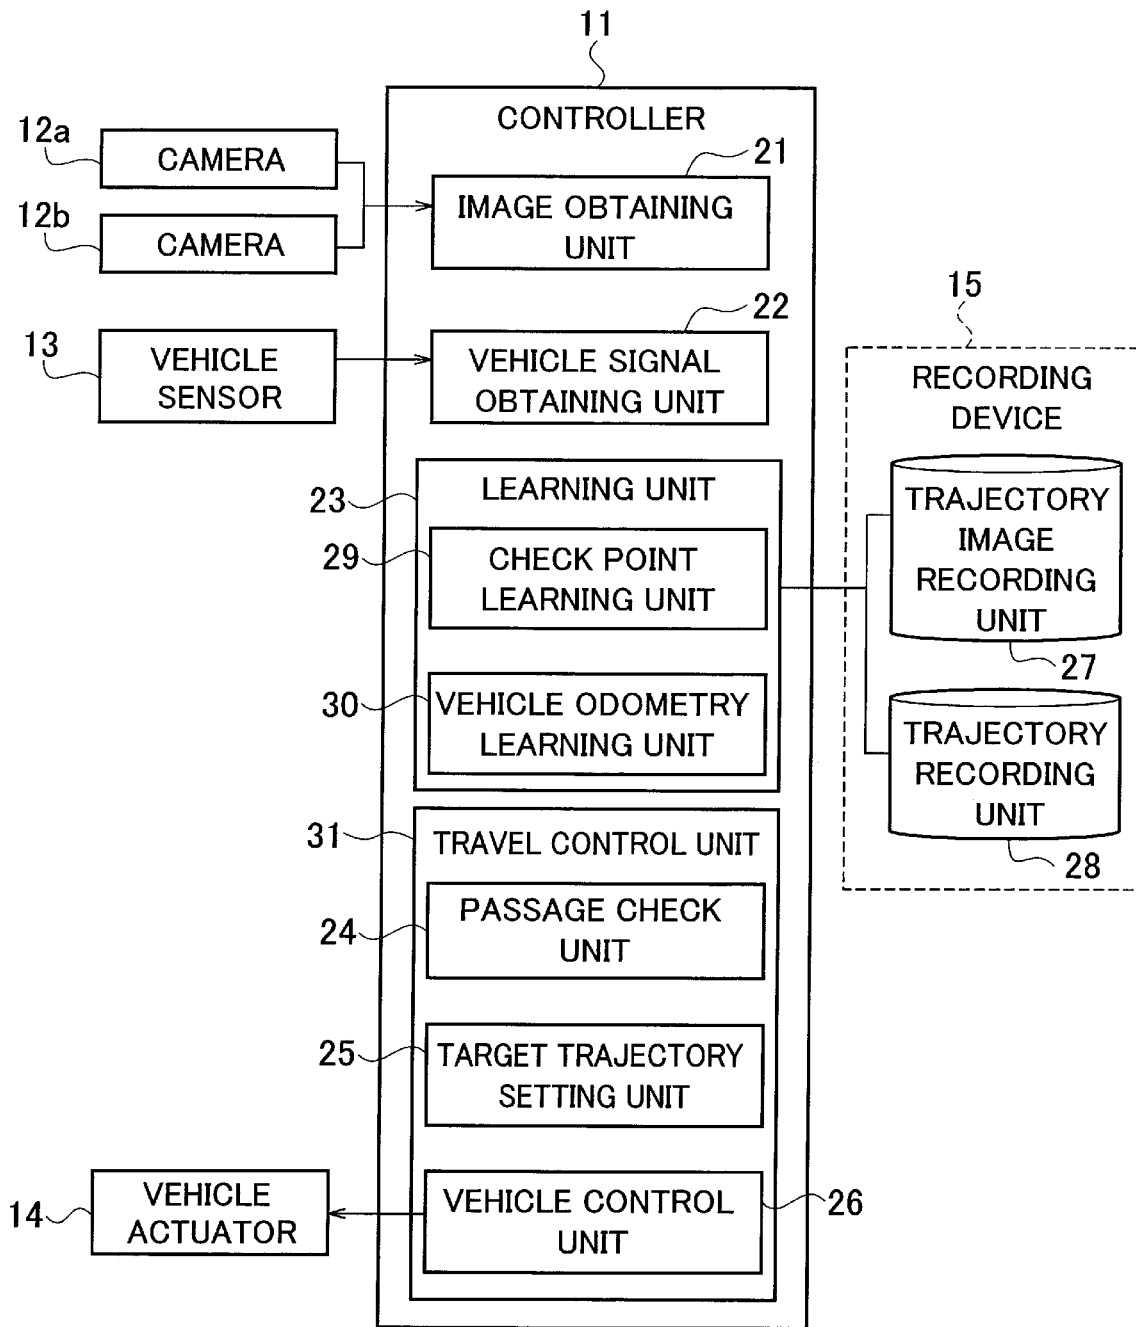 11
CONTROLLER
12a
CAMERA
12b
CAMERA
21
IMAGE OBTAINING
UNIT
13
VEHICLE
SENSOR
22
VEHICLE SIGNAL
OBTAINING UNIT
15
RECORDING
DEVICE
23
LEARNING UNIT
29
CHECK POINT
LEARNING UNIT
30
VEHICLE ODOMETRY
LEARNING UNIT
TRAJECTORY
IMAGE
RECORDING
UNIT
27
TRAJECTORY
RECORDING
UNIT
28
31
TRAVEL CONTROL UNIT
24
PASSAGE CHECK
UNIT
25
TARGET TRAJECTORY
SETTING UNIT
14
VEHICLE
ACTUATOR
VEHICLE CONTROL
UNIT
26